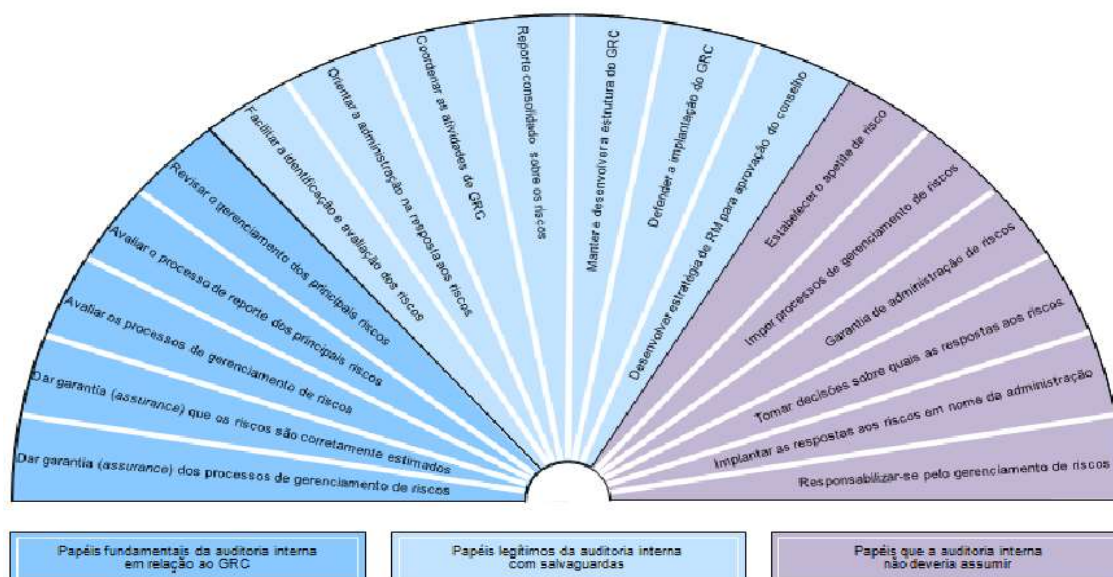 Dar garantia (assurance) dos processos de gerenciamento de riscos
Dar garantia (assurance) que os riscos são corretamente estimados
Avaliar os processos de gerenciamento de risco
Avaliar o processo de reporte dos principais riscos
Revisar o gerenciamento dos principais riscos
Facilitar a identificação e avaliação dos riscos
Orientar a administração na resposta aos riscos
Coordenar as atividades de GRC
Reporte consolidado sobre os riscos
Manter e desenvolver a estrutura do GRC
Defender a implantação do GRC
Desenvolver estratégia de RM para aprovação do conselho
Estabelecer o apetite de risco
Impor processos de gerenciamento de riscos
Garantia de administração de riscos
Tomar decisões sobre quais as respostas aos riscos
Implantar as respostas aos riscos em nome da administração
Responsabilizar-se pelo gerenciamento de riscos
Papéis fundamentais da auditoria interna
em relação ao GRC
Papéis legítimos da auditoria interna
com salvaguardas
Papéis que a auditoria interna
não deveria assumir